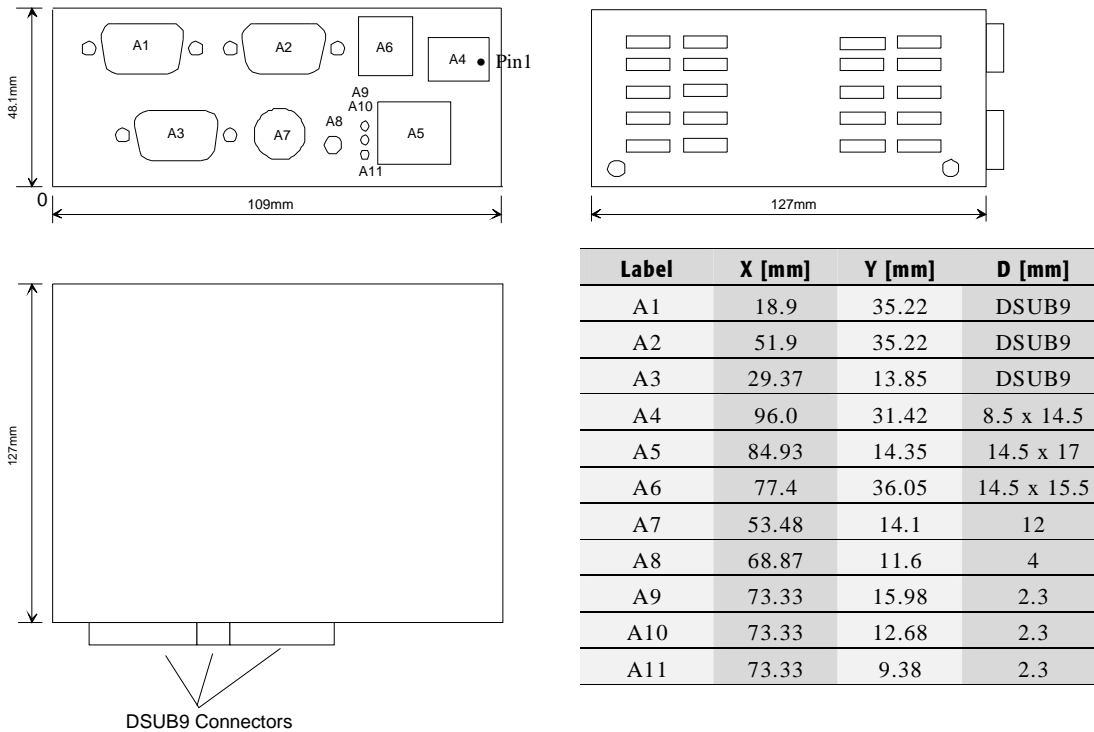 A1
A2
A6
A4
Pin1
A9
A10
A8
A3
A7
A5
A11
48.1mm
0
109mm
127mm
Label X [mm] Y [mm] D [mm]
A1 18.9 35.22 DSUB9
A2 51.9 35.22 DSUB9
A3 29.37 13.85 DSUB9
A4 96.0 31.42 8.5 x 14.5
A5 84.93 14.35 14.5 x 17
A6 77.4 36.05 14.5 x 15.5
A7 53.48 14.1 12
A8 68.87 11.6 4
A9 73.33 15.98 2.3
A10 73.33 12.68 2.3
A11 73.33 9.38 2.3
127mm
DSUB9 Connectors